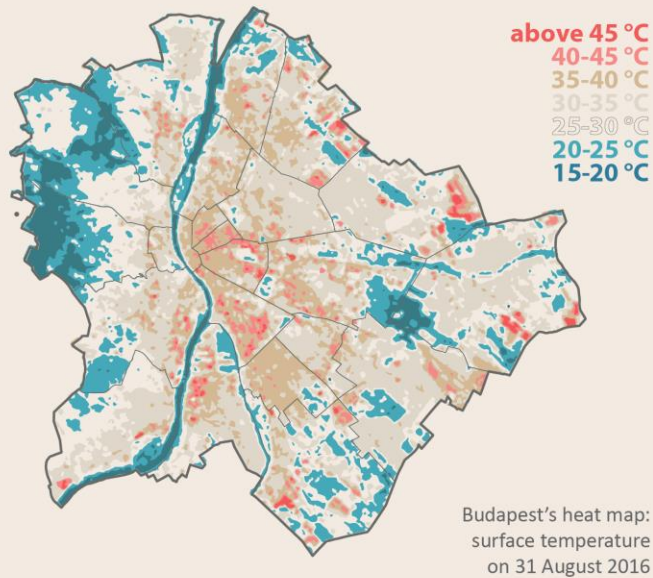 above 45 °C
40-45 °C
35-40 °C
30-35 °C
25-30 °C
20-25 °C
15-20 °C
Budapest's heat map:
surface temperature
on 31 August 2016